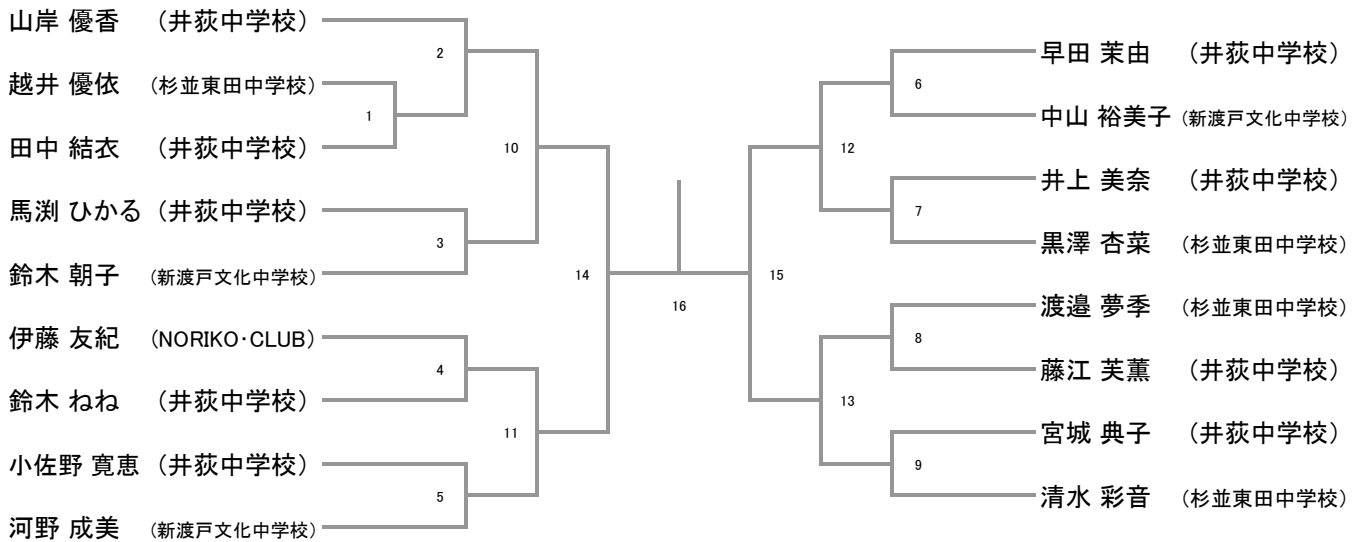 山岸 優香 （井荻中学校）
越井 優依 （杉並東田中学校）
田中 結衣 （井荻中学校）
馬渕 ひかる （井荻中学校）
鈴木 朝子 （新渡戸文化中学校）
伊藤 友紀 （NORIKO・CLUB）
鈴木 ねね （井荻中学校）
小佐野 寛恵 （井荻中学校）
河野 成美 （新渡戸文化中学校）
2
1
10
3
14
4
11
5
16
6
12
7
15
8
13
9
早田 茉由 （井荻中学校）
中山 裕美子 （新渡戸文化中学校）
井上 美奈 （井荻中学校）
黒澤 杏菜 （杉並東田中学校）
渡邉 夢季 （杉並東田中学校）
藤江 芙薫 （井荻中学校）
宮城 典子 （井荻中学校）
清水 彩音 （杉並東田中学校）